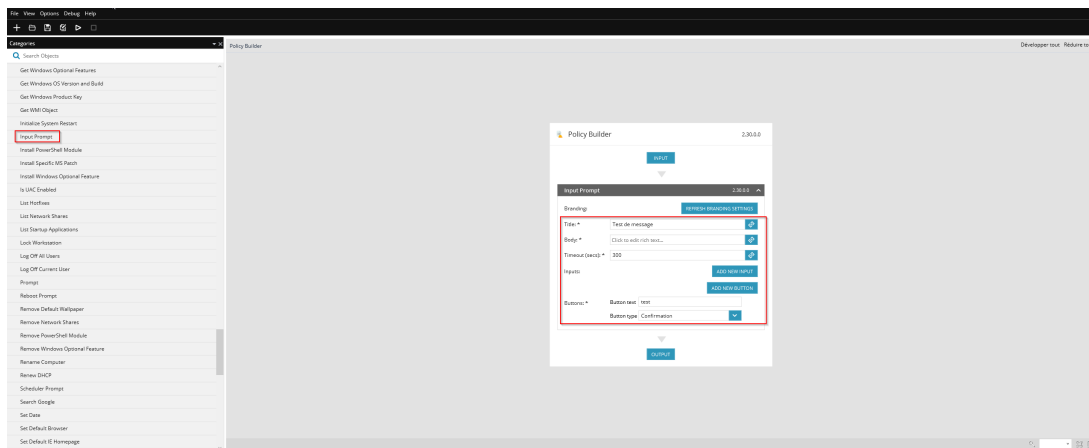 File View Options Debug Help
Categories
Policy Builder
Développer tout Réduire to
Search Objects
Get Windows Optional Features
Get Windows OS Version and Build
Get Windows Product Key
Get WMI Object
Initialize System Restart
Input Prompt
Install PowerShell Module
Install Specific MS Patch
Install Windows Optional Feature
Is UAC Enabled
List Hotfixes
List Network Shares
List Startup Applications
Lock Workstation
Log Off All Users
Log Off Current User
Prompt
Reboot Prompt
Remove Default Wallpaper
Remove Network Shares
Remove PowerShell Module
Remove Windows Optional Feature
Rename Computer
Renew DHCP
Scheduler Prompt
Search Google
Set Date
Set Default Browser
Set Default IE Homepage
Policy Builder 2.30.0.0
INPUT
Input Prompt 2.30.0.0
Branding: REFRESH BRANDING SETTINGS
Title: * Test de message
Body: * Click to edit rich text...
Timeout (secs): * 300
Inputs: ADD NEW INPUT
ADD NEW BUTTON
Buttons: * Button text test
Button type Confirmation
OUTPUT